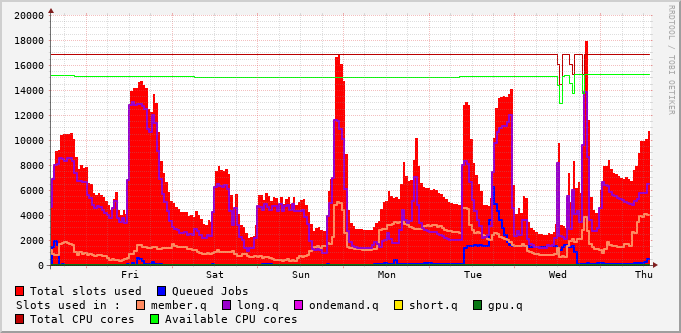 20000
18000
16000
14000
12000
10000
8000
6000
4000
2000
0
Fri Sat Sun Mon Tue Wed Thu
RRDTOOL / TOBI OETIKER
Total slots used Queued Jobs
Slots used in : member.q long.q ondemand.q short.q gpu.q
Total CPU cores Available CPU cores